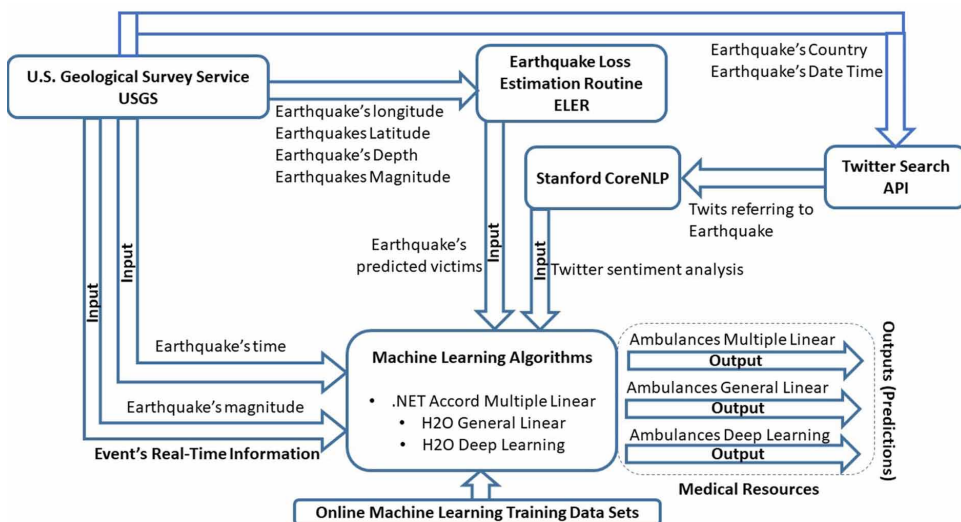 U.S. Geological Survey Service
USGS
Earthquake Loss
Estimation Routine
ELER
Earthquake's Country
Earthquake's Date Time
Earthquake's longitude
Earthquakes Latitude
Earthquake's Depth
Earthquakes Magnitude
Stanford CoreNLP
Twitter Search
API
Twits referring to
Earthquake
Input
Input
Earthquake's
predicted victims
Input
Input
Twitter sentiment analysis
Earthquake's time
Earthquake's magnitude
Event's Real-Time Information
Machine Learning Algorithms
• .NET Accord Multiple Linear
• H2O General Linear
• H2O Deep Learning
Ambulances Multiple Linear
Output
Ambulances General Linear
Output
Ambulances Deep Learning
Output
Medical Resources
Outputs (Predictions)
Online Machine Learning Training Data Sets